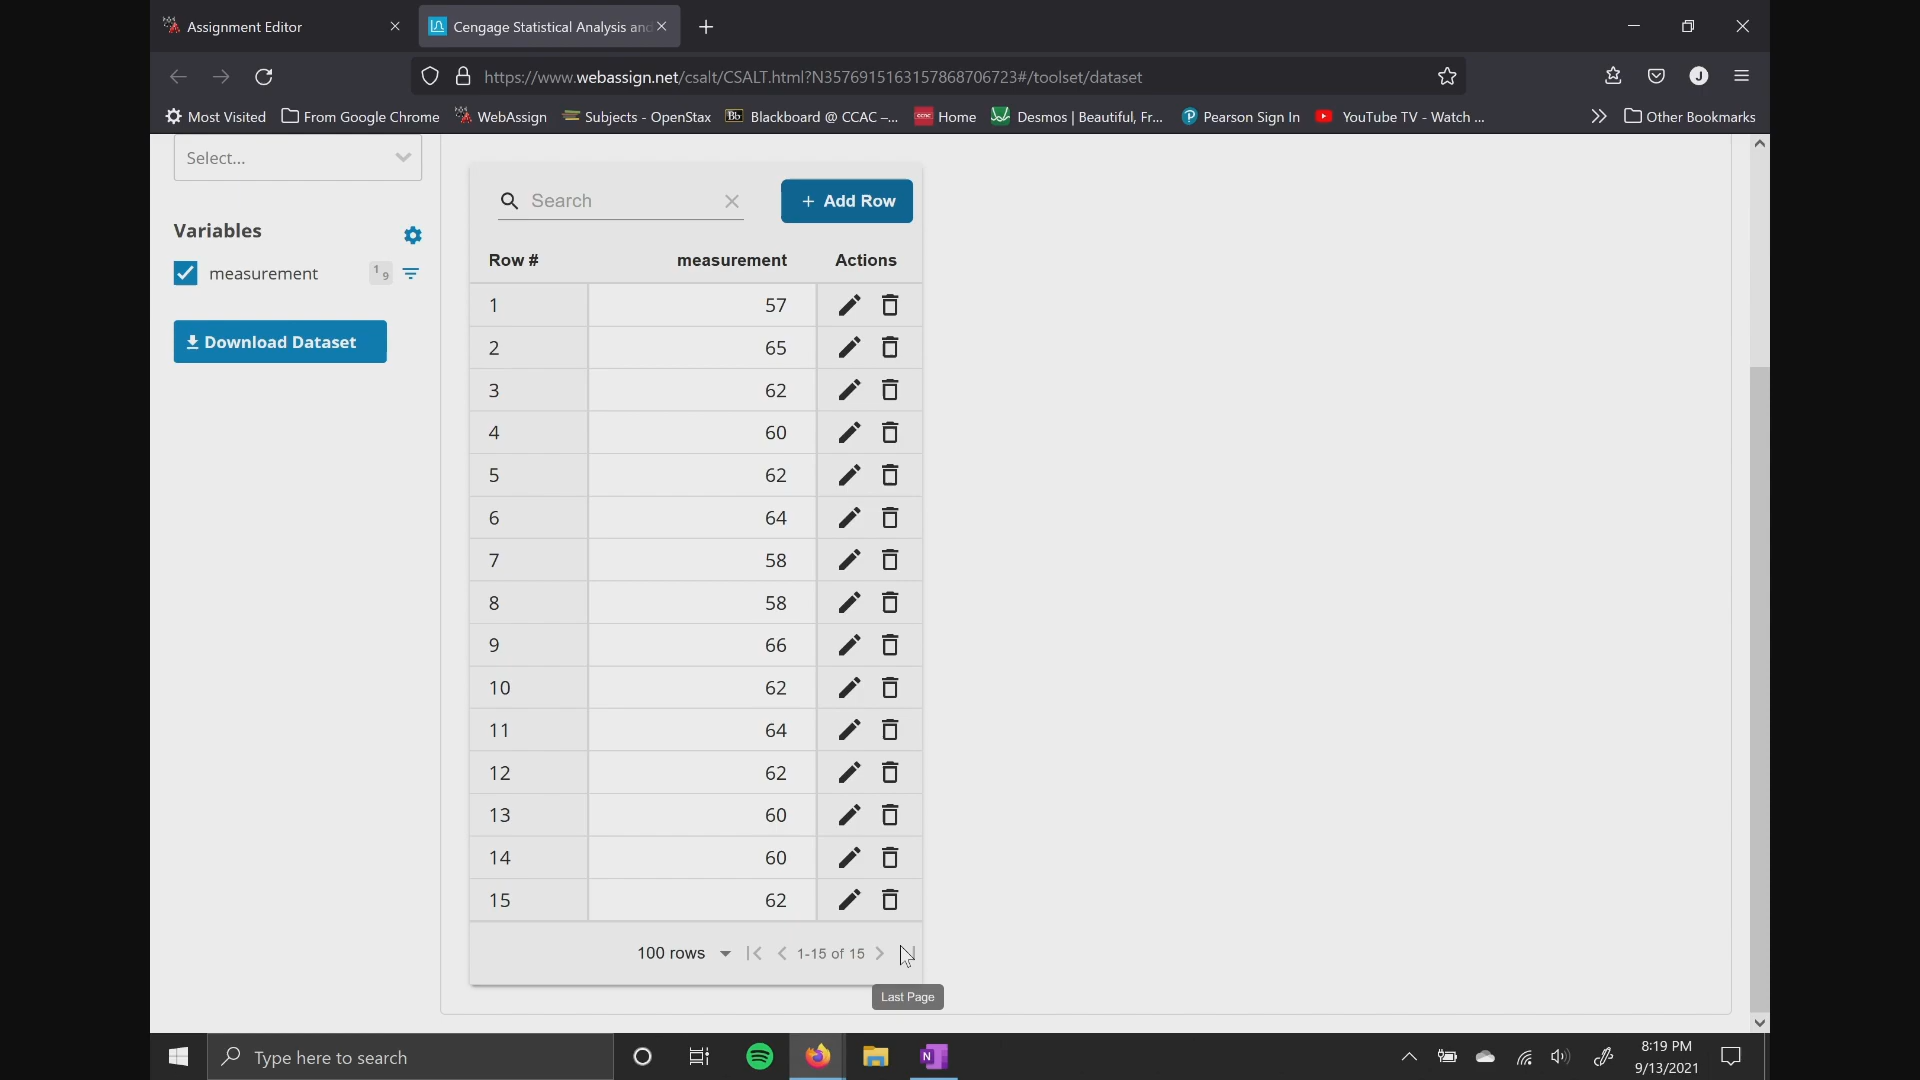 Assignment Editor
Cengage Statistical Analysis and
https://www.webassign.net/csalt/CSALT.html?N3576915163157868706723#/toolset/dataset
J
Most Visited From Google Chrome WebAssign Subjects - OpenStax Bb Blackboard @ CCAC –... CCAC Home Desmos | Beautiful, Fr... P Pearson Sign In YouTube TV - Watch ... Other Bookmarks
Select...
Variables
measurement 1 9
Download Dataset
Search
+ Add Row
Row # measurement Actions
1 57
2 65
3 62
4 60
5 62
6 64
7 58
8 58
9 66
10 62
11 64
12 62
13 60
14 60
15 62
100 rows 1-15 of 15
Last Page
Type here to search
N
8:19 PM
9/13/2021